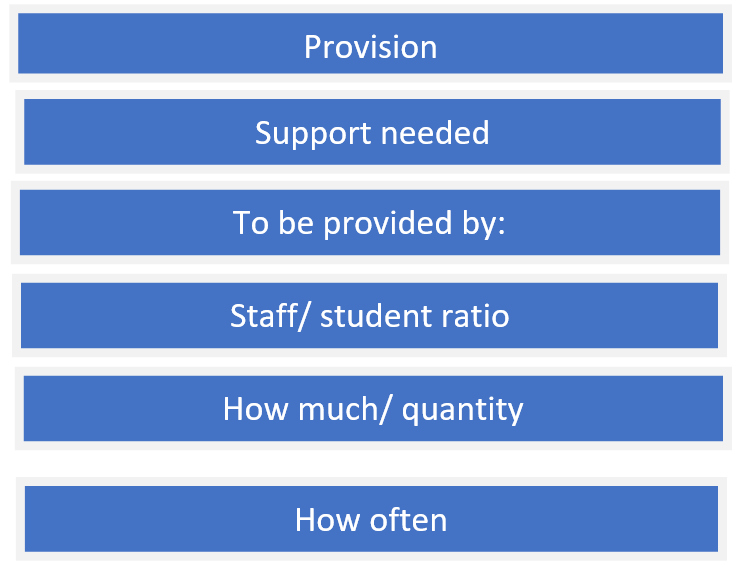 Provision
Support needed
To be provided by:
Staff/ student ratio
How much/ quantity
How often